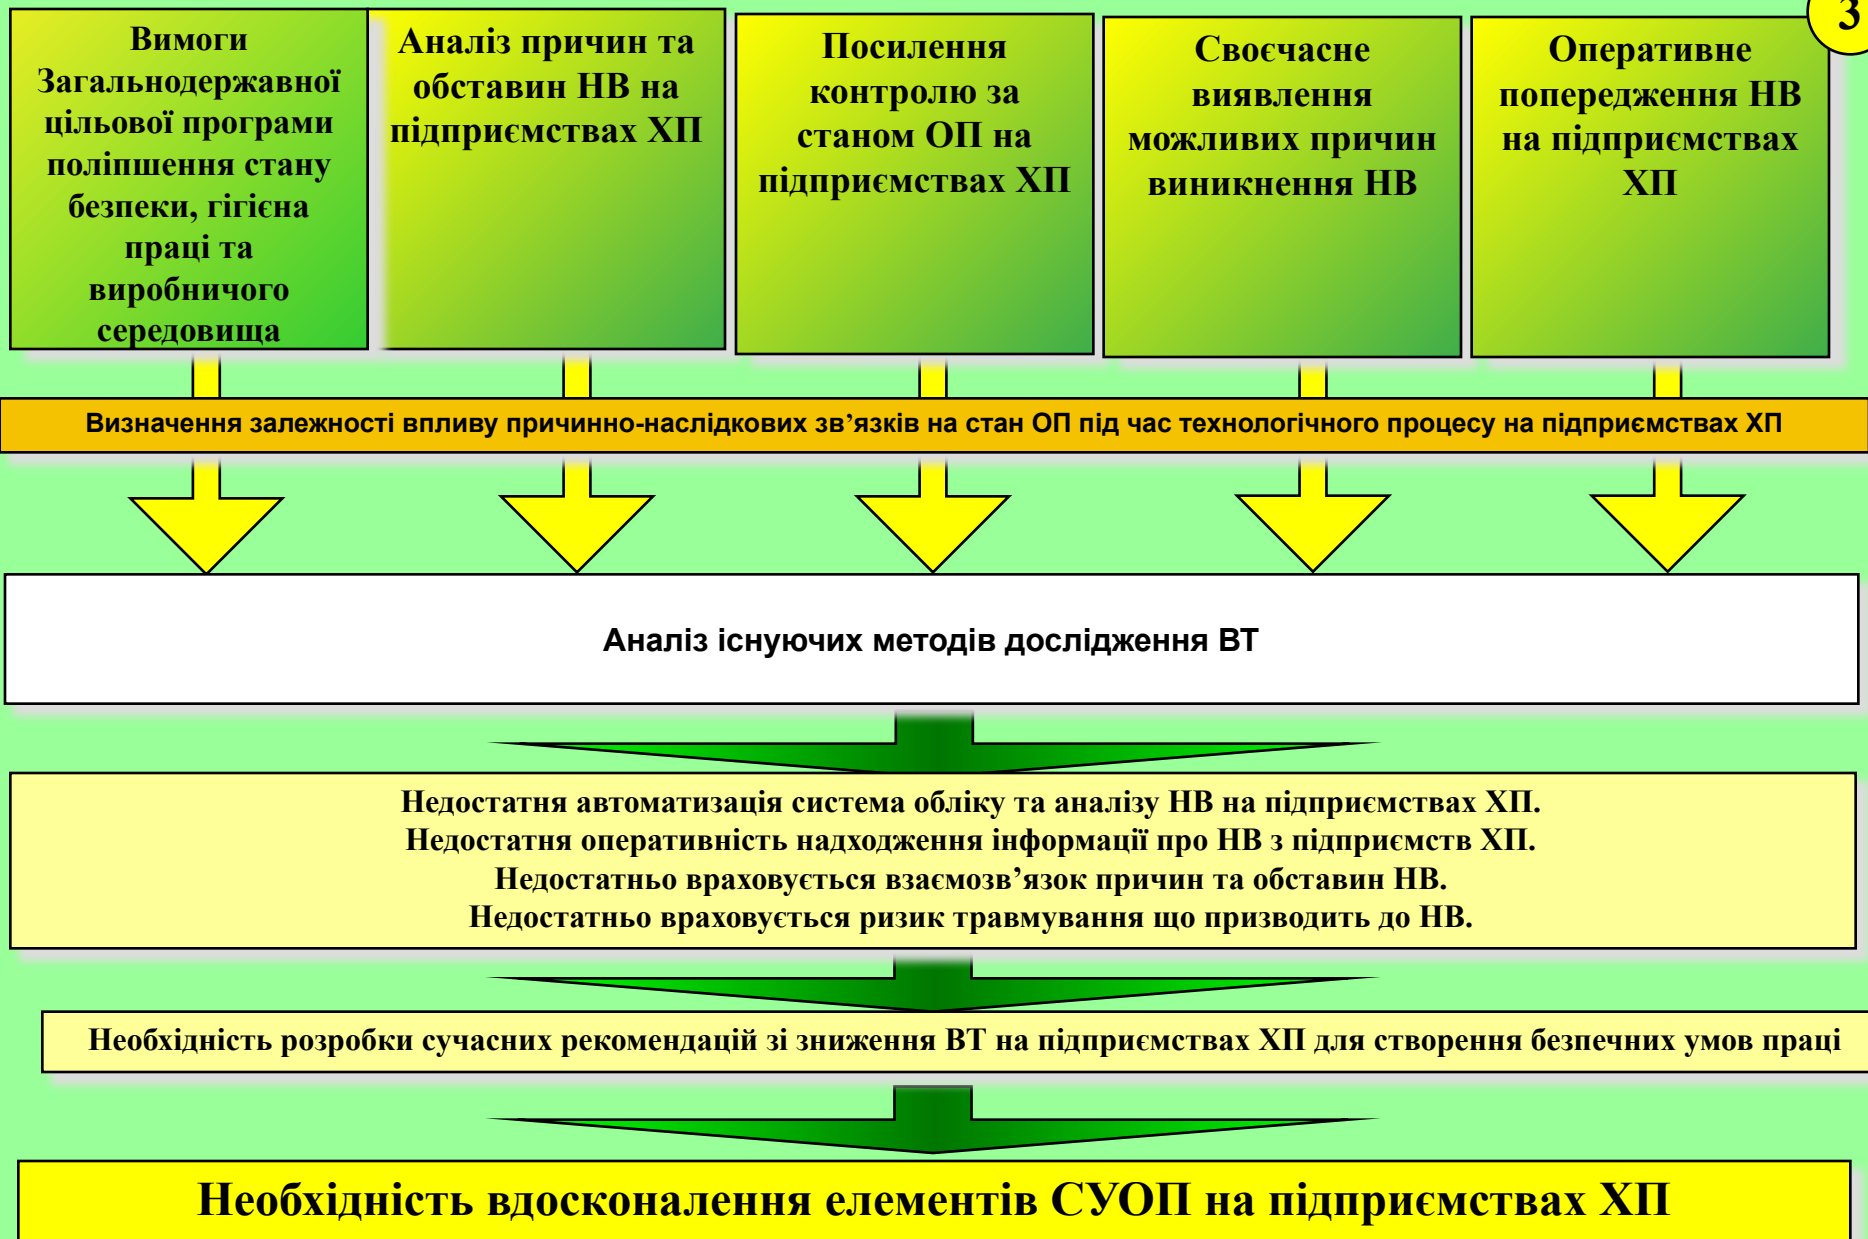 3
Вимоги
Загальнодержавної
цільової програми
поліпшення стану
безпеки, гігієна
праці та
виробничого
середовища
Аналіз причин та
обставин НВ на
підприємствах ХП
Посилення
контролю за
станом ОП на
підприємствах ХП
Своєчасне
виявлення
можливих причин
виникнення НВ
Оперативне
попередження НВ
на підприємствах
ХП
Визначення залежності впливу причинно-наслідкових зв’язків на стан ОП під час технологічного процесу на підприємствах ХП
Аналіз існуючих методів дослідження ВТ
Недостатня автоматизація система обліку та аналізу НВ на підприємствах ХП.
Недостатня оперативність надходження інформації про НВ з підприємств ХП.
Недостатньо враховується взаємозв’язок причин та обставин НВ.
Недостатньо враховується ризик травмування що призводить до НВ.
Необхідність розробки сучасних рекомендацій зі зниження ВТ на підприємствах ХП для створення безпечних умов праці
Необхідність вдосконалення елементів СУОП на підприємствах ХП